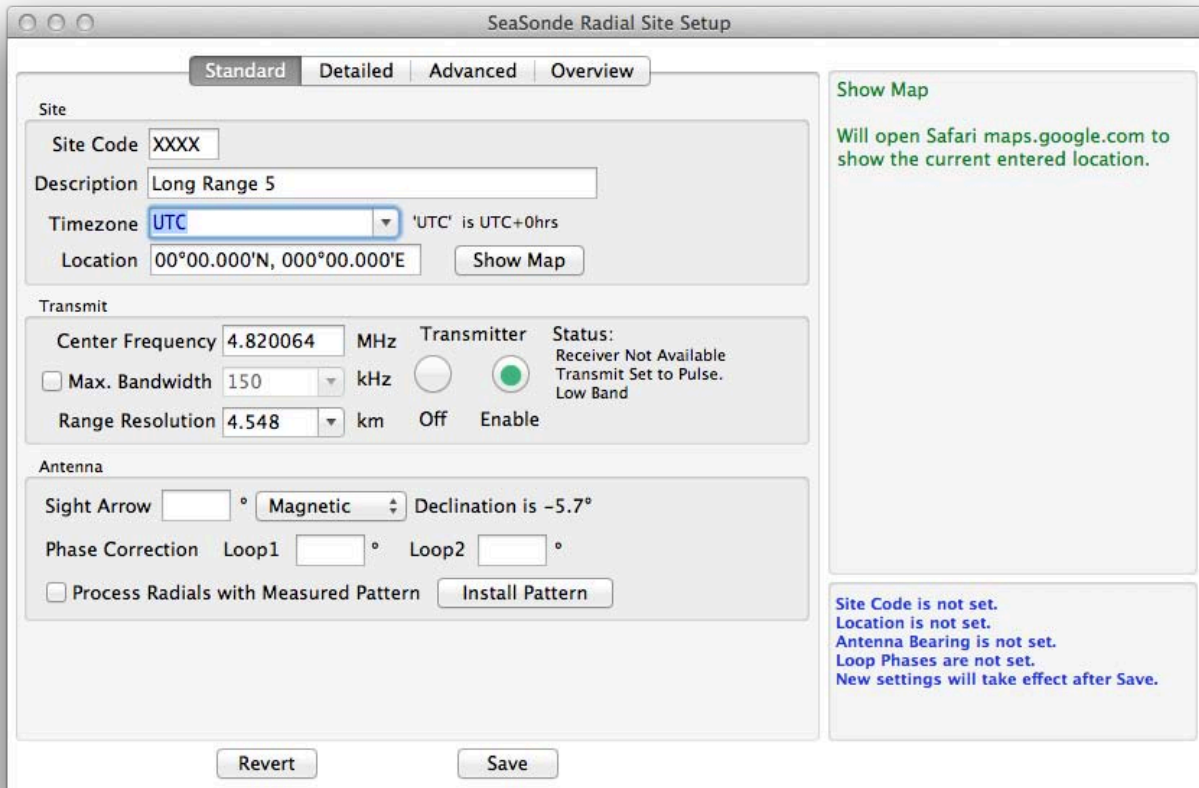 SeaSonde Radial Site Setup
Standard Detailed Advanced Overview
Site
Site Code XXXX
Description Long Range 5
Timezone UTC 'UTC' is UTC+0hrs
Location 00°00.000'N, 000°00.000'E Show Map
Transmit
Center Frequency 4.820064 MHz Transmitter Status:
Receiver Not Available
Max. Bandwidth 150 kHz Transmit Set to Pulse.
Low Band
Range Resolution 4.548 km Off Enable
Antenna
Sight Arrow ° Magnetic Declination is -5.7°
Phase Correction Loop1 ° Loop2 °
Process Radials with Measured Pattern Install Pattern
Revert Save
Show Map
Will open Safari maps.google.com to
show the current entered location.
Site Code is not set.
Location is not set.
Antenna Bearing is not set.
Loop Phases are not set.
New settings will take effect after Save.